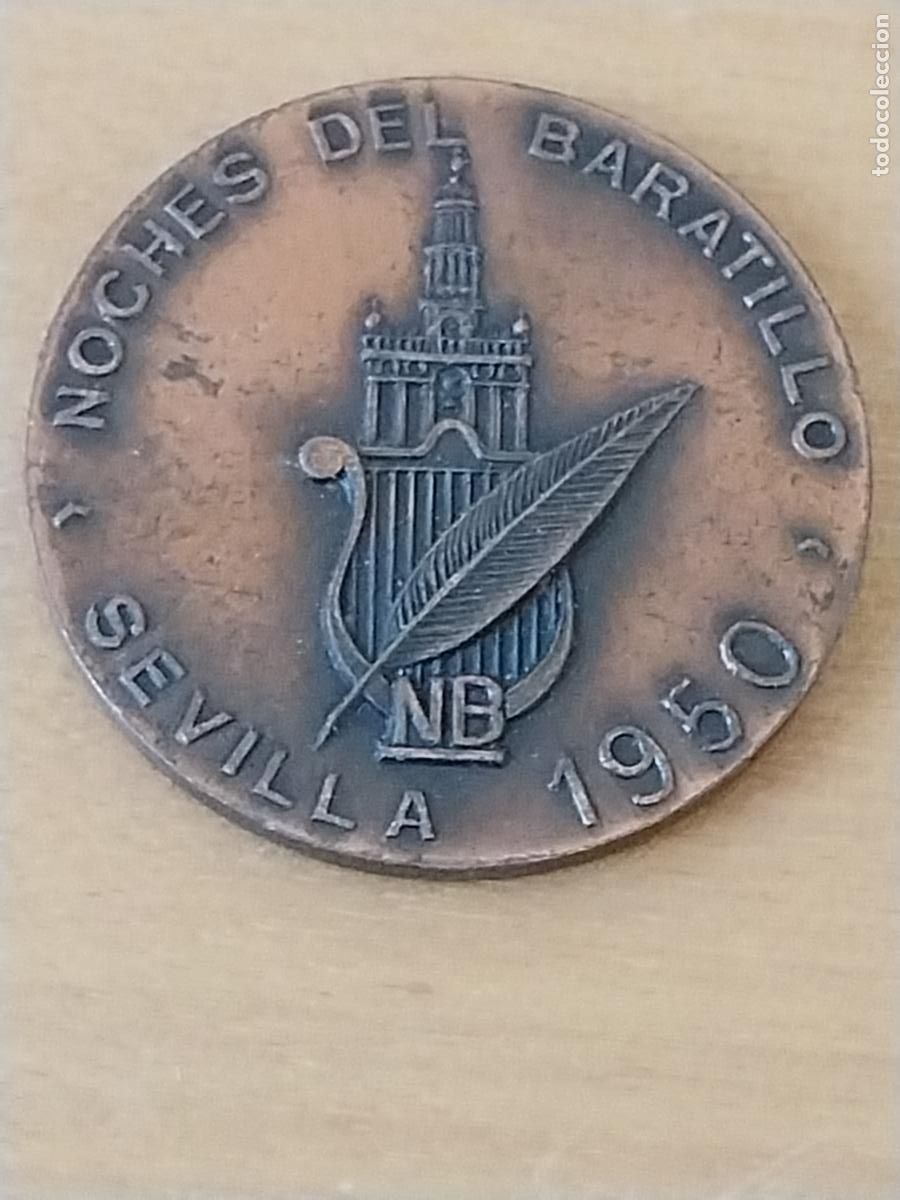 NOCHES DEL BARATILLO
NB
SEVILLA 1950
todocoleccion